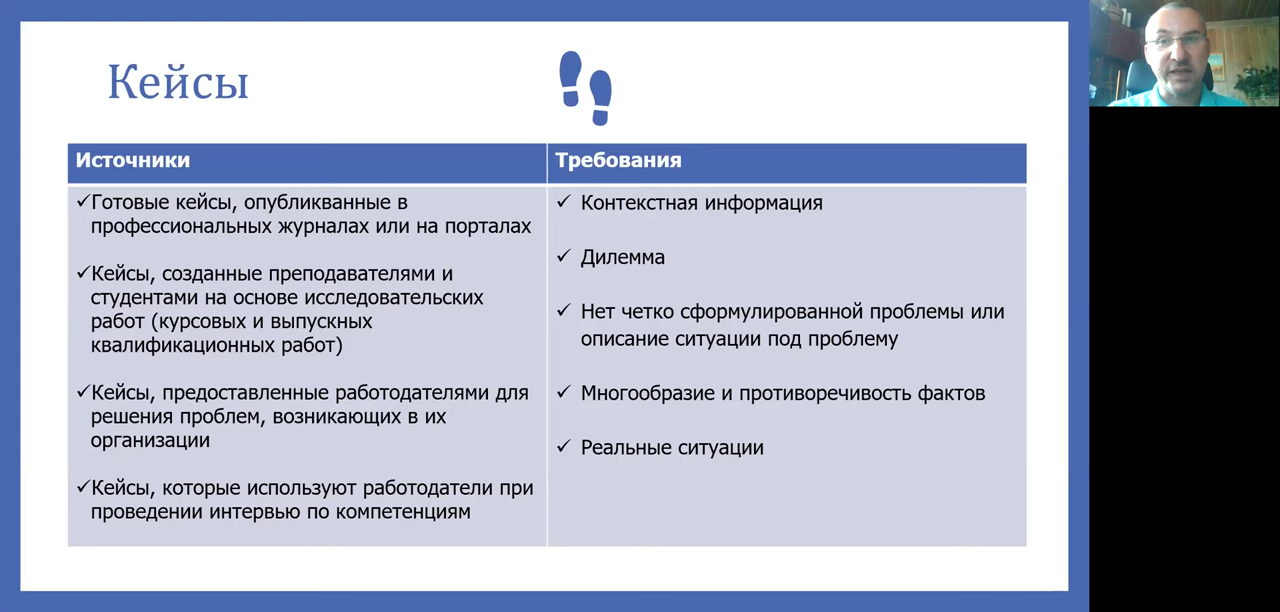 Кейсы
Источники
Требования
✓Готовые кейсы, опубликванные в
профессиональных журналах или на порталах
✓Кейсы, созданные преподавателями и
студентами на основе исследовательских
работ (курсовых и выпускных
квалификационных работ)
✓Кейсы, предоставленные работодателями для
решения проблем, возникающих в их
организации
✓Кейсы, которые используют работодатели при
проведении интервью по компетенциям
✓ Контекстная информация
✓ Дилемма
✓ Нет четко сформулированной проблемы или
описание ситуации под проблему
✓ Многообразие и противоречивость фактов
✓ Реальные ситуации